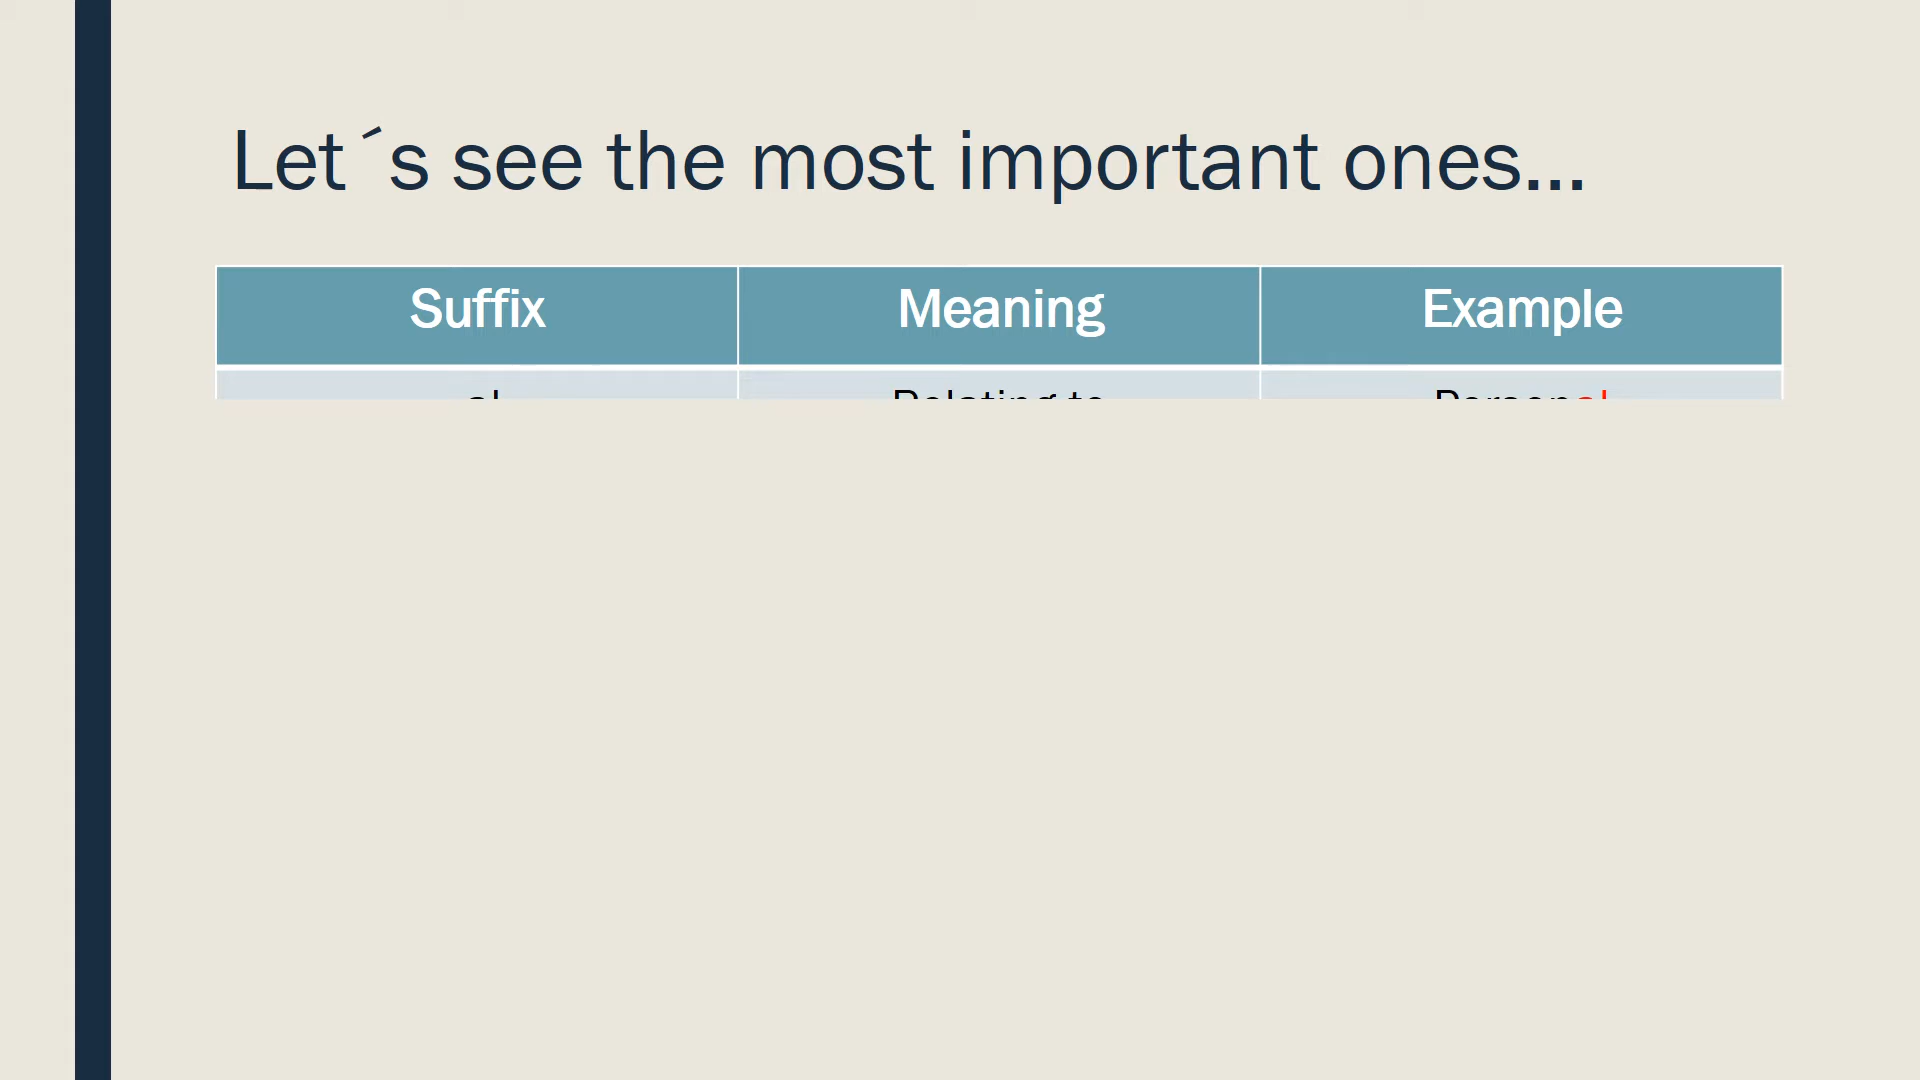 Let´s see the most important ones...
Suffix Meaning Example
al Relating to Personal